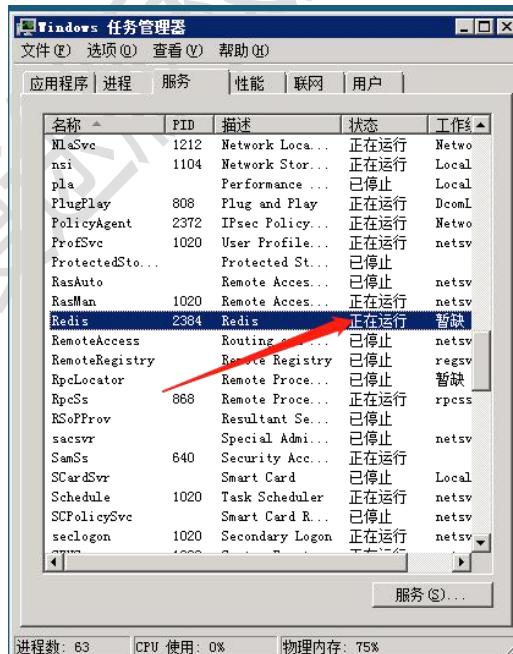 Windows 任务管理器
文件(F) 选项(O) 查看(V) 帮助(H)
应用程序 进程 服务 性能 联网 用户
名称 PID 描述 状态 工作组
NlaSvc 1212 Network Loca... 正在运行 Netwo
nsi 1104 Network Stor... 正在运行 Local
pla Performance ... 已停止 Local
PlugPlay 808 Plug and Play 正在运行 DcomL
PolicyAgent 2372 IPsec Policy... 正在运行 Netwo
ProfSvc 1020 User Profile... 正在运行 netsv
ProtectedSto... Protected St... 已停止
RasAuto Remote Acces... 已停止 netsv
RasMan 1020 Remote Acces... 正在运行 netsv
Redis 2384 Redis 正在运行 暂缺
RemoteAccess Routing 已停止 netsv
RemoteRegistry Remote Registry 已停止 regsv
RpcLocator Remote Proce... 已停止 暂缺
RpcSs 868 Remote Proce... 正在运行 rpcss
RSoPProv Resultant Se... 已停止
sacsvr Special Admi... 已停止 netsv
SamSs 640 Security Acc... 正在运行
SCardSvr Smart Card 已停止 Local
Schedule 1020 Task Scheduler 正在运行 netsv
SCPolicySvc Smart Card R... 已停止 netsv
seclogon 1020 Secondary Logon 正在运行 netsv
服务(S)...
进程数: 63 CPU 使用: 0% 物理内存: 75%